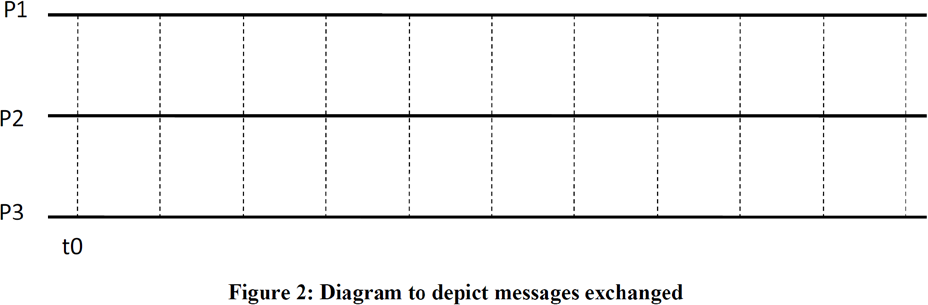 P1
P2
P3
t0
Figure 2: Diagram to depict messages exchanged